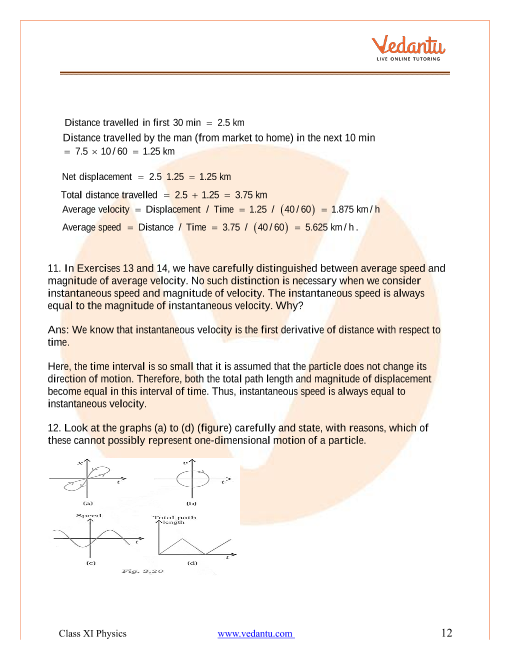 Vedantu
LIVE ONLINE TUTORING
Distance travelled in first 30 min = 2.5 km
Distance travelled by the man (from market to home) in the next 10 min
= 7.5 × 10/60 = 1.25 km
Net displacement = 2.5 1.25 = 1.25 km
Total distance travelled = 2.5 + 1.25 = 3.75 km
Average velocity = Displacement / Time = 1.25 / (40/60) = 1.875 km/h
Average speed = Distance / Time = 3.75 / (40/60) = 5.625 km/h.
11. In Exercises 13 and 14, we have carefully distinguished between average speed and
magnitude of average velocity. No such distinction is necessary when we consider
instantaneous speed and magnitude of velocity. The instantaneous speed is always
equal to the magnitude of instantaneous velocity. Why?
Ans: We know that instantaneous velocity is the first derivative of distance with respect to
time.
Here, the time interval is so small that it is assumed that the particle does not change its
direction of motion. Therefore, both the total path length and magnitude of displacement
become equal in this interval of time. Thus, instantaneous speed is always equal to
instantaneous velocity.
12. Look at the graphs (a) to (d) (figure) carefully and state, with reasons, which of
these cannot possibly represent one-dimensional motion of a particle.
x
t
(a)
v
t
(b)
Speed
t
(c)
Total path
length
t
(d)
Fig. 3.20
Class XI Physics
www.vedantu.com
12